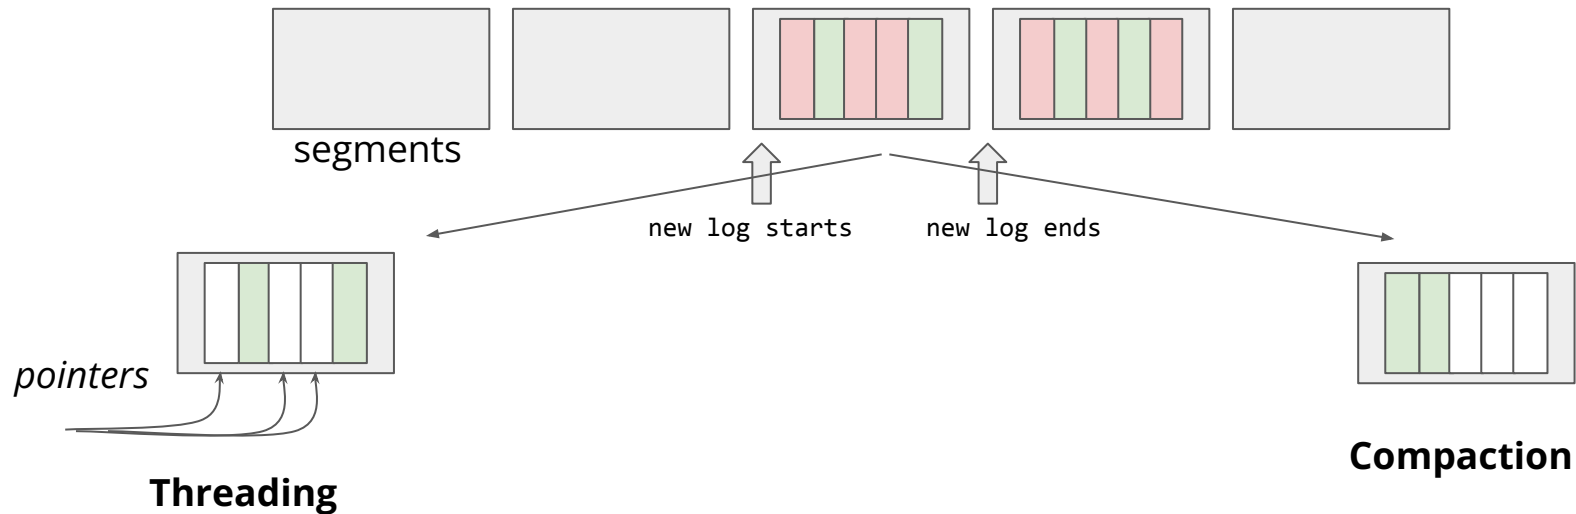 segments
new log starts
new log ends
pointers
Threading
Compaction